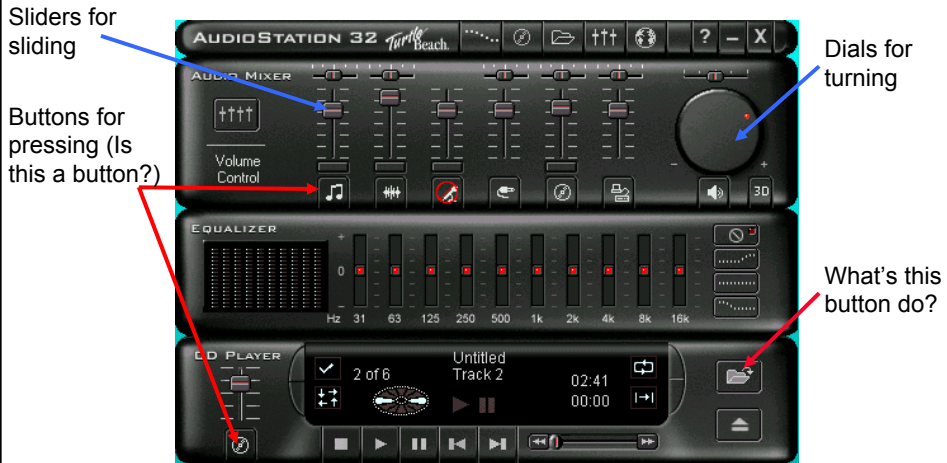 Sliders for
sliding
AUDIOSTATION 32 Turtle Beach
? – X
Dials for
turning
AUDIO MIXER
Buttons for
pressing (Is
this a button?)
Volume
Control
- +
3D
EQUALIZER
+
0
–
Hz 31 63 125 250 500 1k 2k 4k 8k 16k
What's this
button do?
CD PLAYER
Untitled
2 of 6 Track 2
02:41
00:00